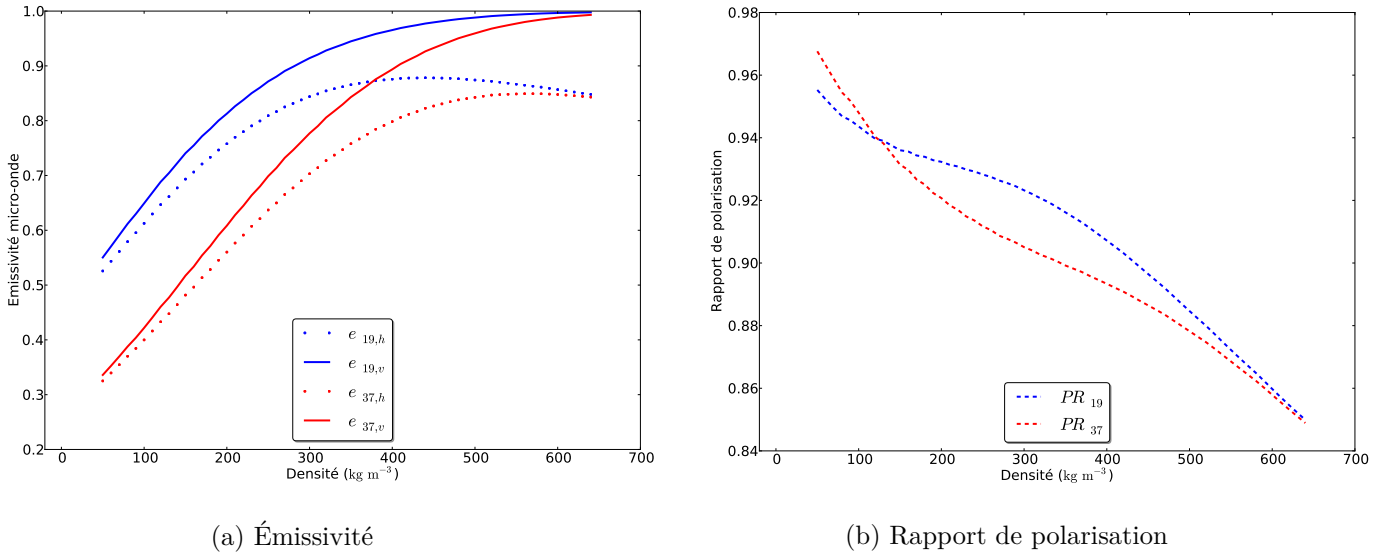 1.0
0.9
0.8
0.7
0.6
0.5
0.4
0.3
0.2
Emissivité micro-onde
0 100 200 300 400 500 600 700
Densité (kg m⁻³)
e 19,h
e 19,v
e 37,h
e 37,v
(a) Émissivité
0.98
0.96
0.94
0.92
0.90
0.88
0.86
0.84
Rapport de polarisation
0 100 200 300 400 500 600 700
Densité (kg m⁻³)
PR 19
PR 37
(b) Rapport de polarisation